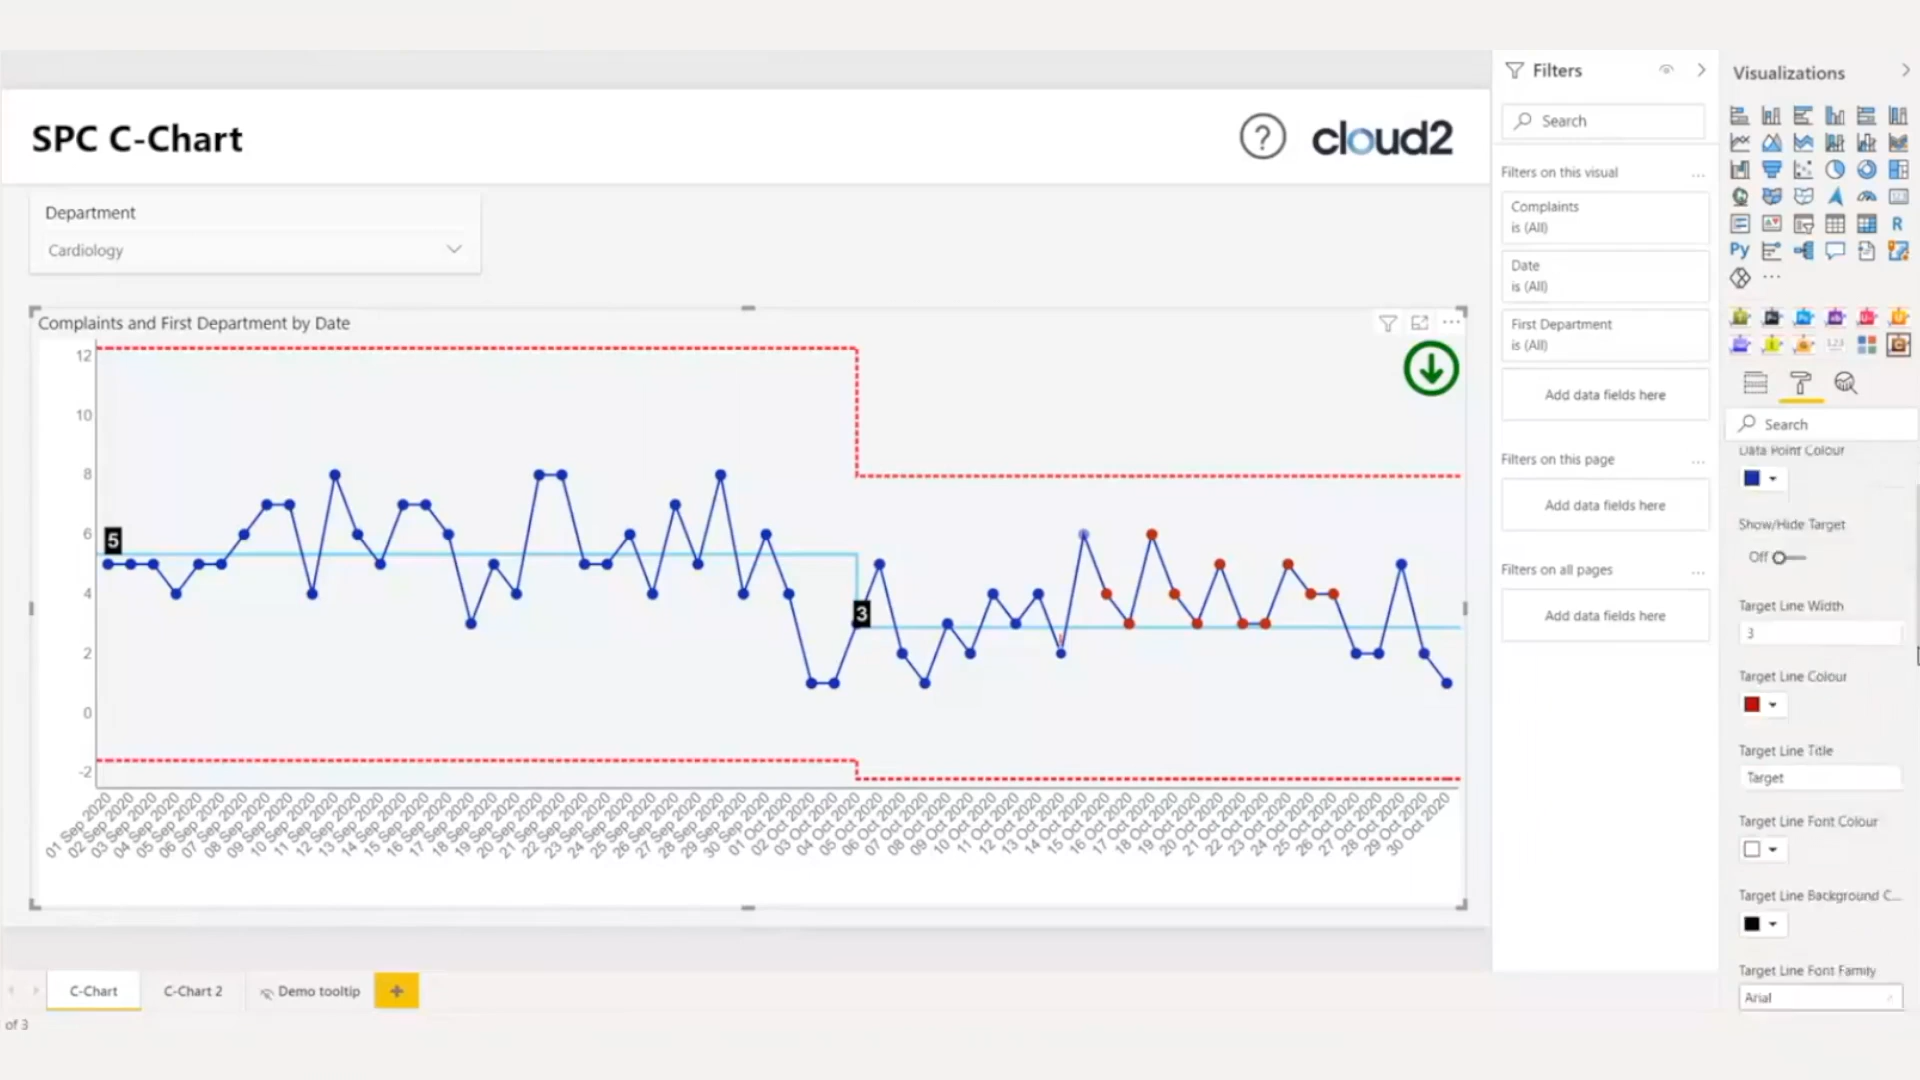 SPC C-Chart
?
cloud2
Department
Cardiology
Complaints and First Department by Date
12
10
8
6
4
2
0
-2
5
3
01 Sep 2020
02 Sep 2020
03 Sep 2020
04 Sep 2020
05 Sep 2020
06 Sep 2020
07 Sep 2020
08 Sep 2020
09 Sep 2020
10 Sep 2020
11 Sep 2020
12 Sep 2020
13 Sep 2020
14 Sep 2020
15 Sep 2020
16 Sep 2020
17 Sep 2020
18 Sep 2020
19 Sep 2020
20 Sep 2020
21 Sep 2020
22 Sep 2020
23 Sep 2020
24 Sep 2020
25 Sep 2020
26 Sep 2020
27 Sep 2020
28 Sep 2020
29 Sep 2020
30 Sep 2020
01 Oct 2020
02 Oct 2020
03 Oct 2020
04 Oct 2020
05 Oct 2020
06 Oct 2020
07 Oct 2020
08 Oct 2020
09 Oct 2020
10 Oct 2020
11 Oct 2020
12 Oct 2020
13 Oct 2020
14 Oct 2020
15 Oct 2020
16 Oct 2020
17 Oct 2020
18 Oct 2020
19 Oct 2020
20 Oct 2020
21 Oct 2020
22 Oct 2020
23 Oct 2020
24 Oct 2020
25 Oct 2020
26 Oct 2020
27 Oct 2020
28 Oct 2020
29 Oct 2020
30 Oct 2020
C-Chart
C-Chart 2
Demo tooltip
+
of 3
Filters
Search
Filters on this visual
Complaints
is (All)
Date
is (All)
First Department
is (All)
Add data fields here
Filters on this page
Add data fields here
Filters on all pages
Add data fields here
Visualizations
R
Py
123
Search
Data Point Colour
Show/Hide Target
Off
Target Line Width
3
Target Line Colour
Target Line Title
Target
Target Line Font Colour
Target Line Background C...
Target Line Font Family
Arial